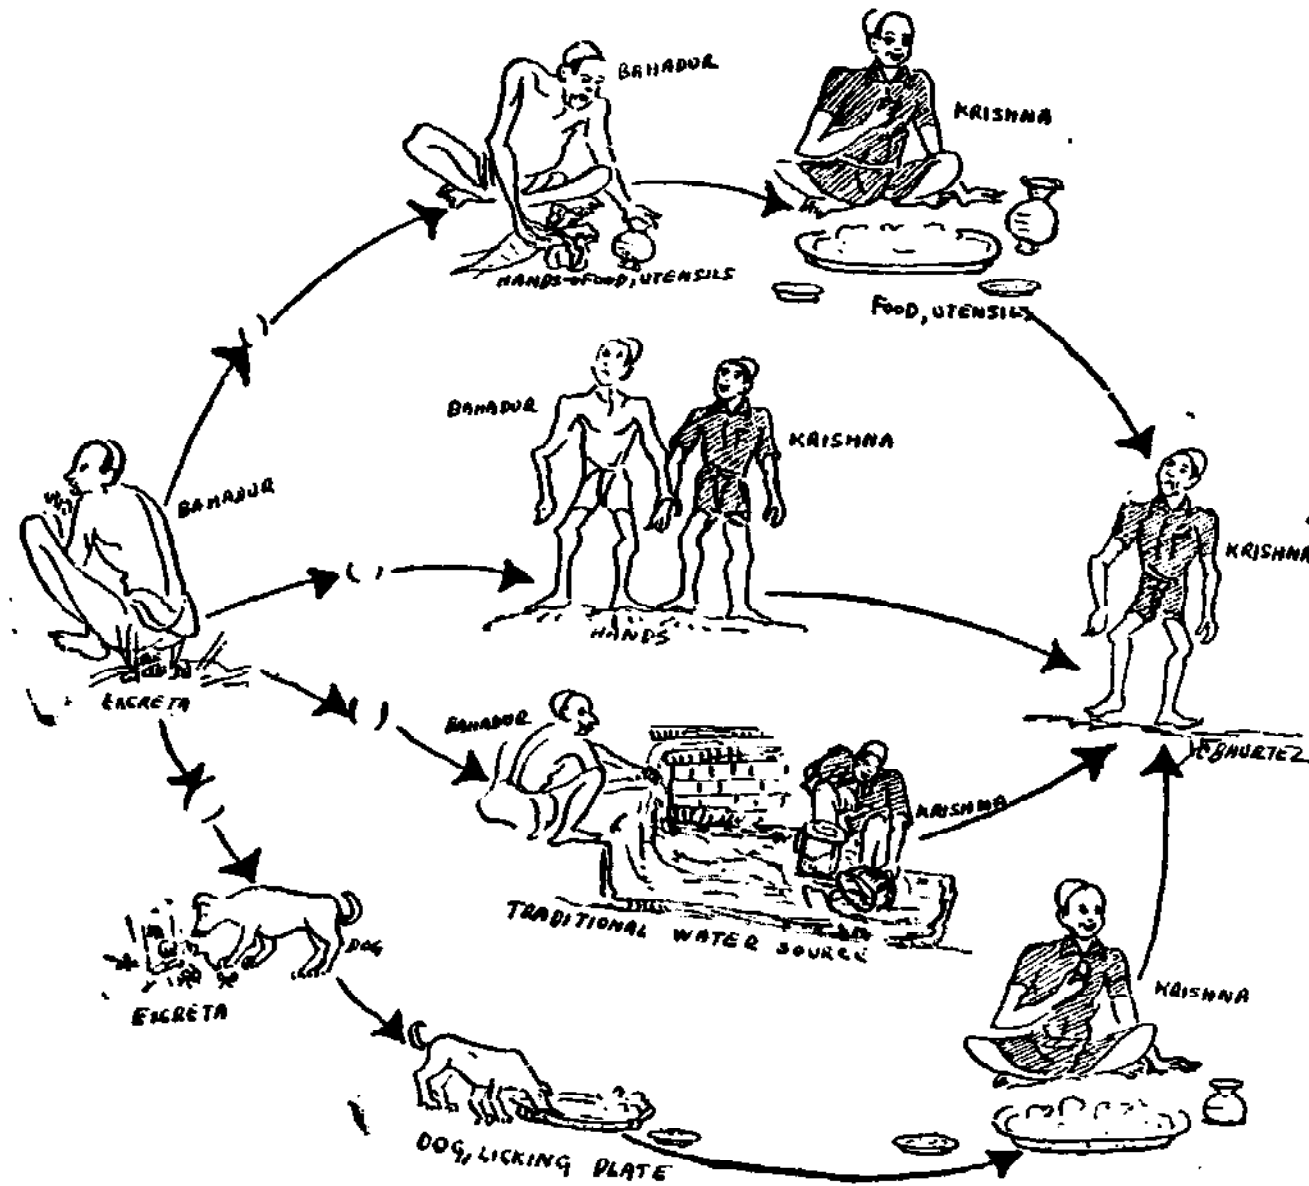 BAHADUR
KRISHNA
HANDS→FOOD, UTENSILS
FOOD, UTENSILS
BAHADUR
KRISHNA
HANDS
BAHADUR
EXCRETA
KRISHNA
BAHADUR
KRISHNA
TRADITIONAL WATER SOURCE
DOG
EXCRETA
KRISHNA
DOG, LICKING PLATE